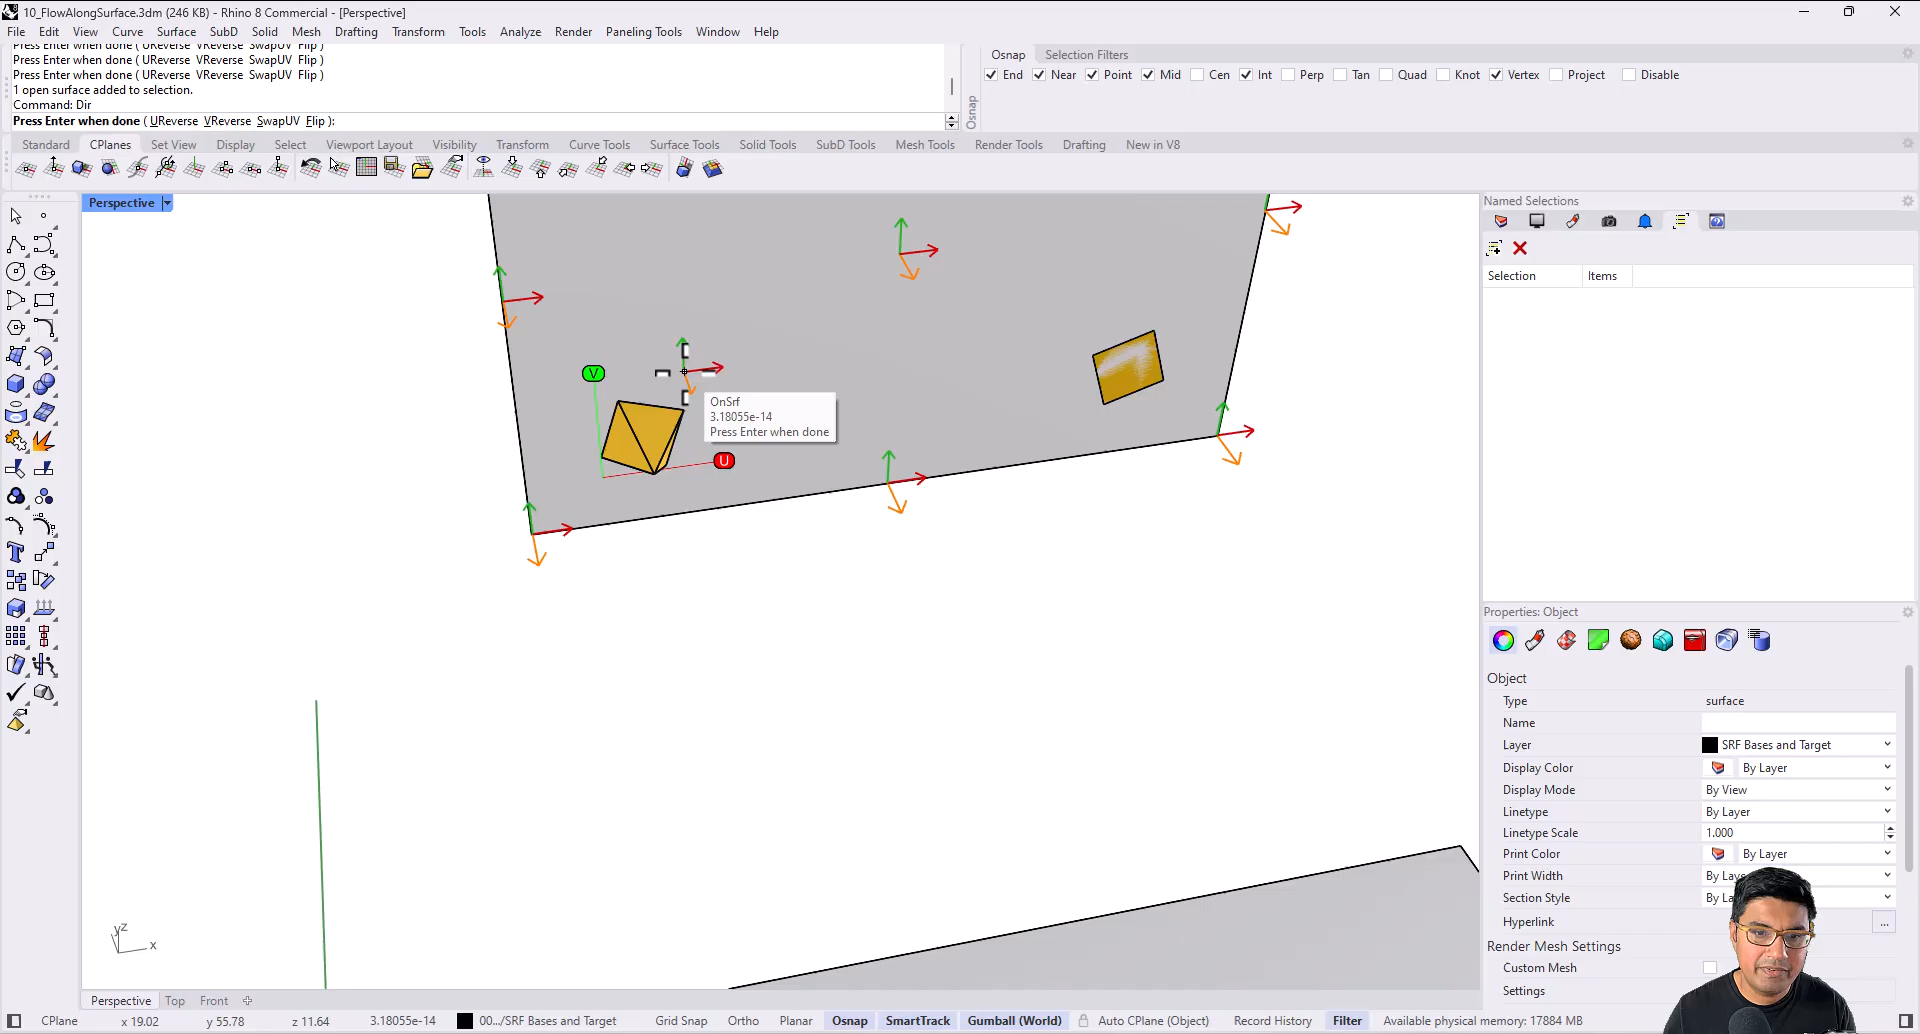 10_FlowAlongSurface.3dm (246 KB) - Rhino 8 Commercial - [Perspective]
File Edit View Curve Surface SubD Solid Mesh Drafting Transform Tools Analyze Render Paneling Tools Window Help
Press Enter when done ( UReverse VReverse SwapUV Flip )
Press Enter when done ( UReverse VReverse SwapUV Flip )
Press Enter when done ( UReverse VReverse SwapUV Flip )
1 open surface added to selection.
Command: Dir
Press Enter when done ( UReverse VReverse SwapUV Flip ):
Osnap Selection Filters
End Near Point Mid Cen Int Perp Tan Quad Knot Vertex Project Disable
Osnap
Standard CPlanes Set View Display Select Viewport Layout Visibility Transform Curve Tools Surface Tools Solid Tools SubD Tools Mesh Tools Render Tools Drafting New in V8
Perspective
V
U
OnSrf
3.18055e-14
Press Enter when done
z
y
x
Named Selections
Selection Items
Properties: Object
Object
Type surface
Name
Layer SRF Bases and Target
Display Color By Layer
Display Mode By View
Linetype By Layer
Linetype Scale 1.000
Print Color By Layer
Print Width
Section Style
Hyperlink ...
Render Mesh Settings
Custom Mesh
Settings
Perspective Top Front
CPlane x 19.02 y 55.78 z 11.64 3.18055e-14 00.../SRF Bases and Target Grid Snap Ortho Planar Osnap SmartTrack Gumball (World) Auto CPlane (Object) Record History Filter Available physical memory: 17884 MB